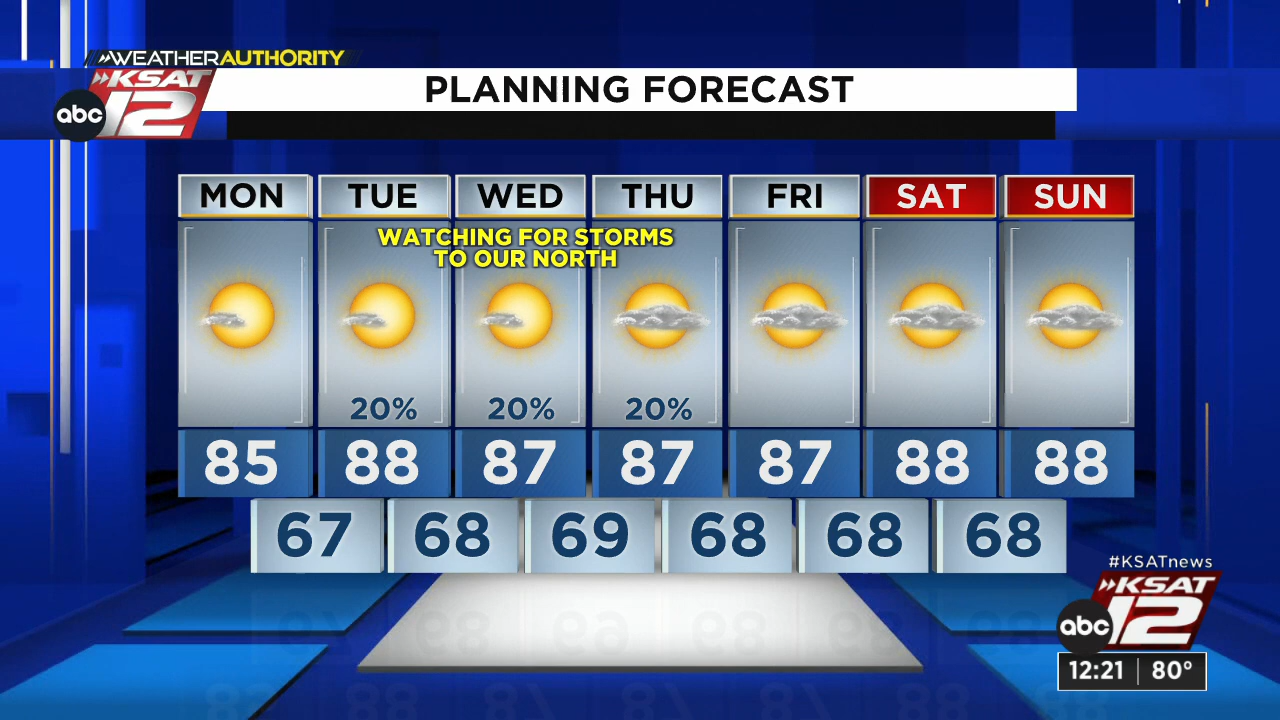 WEATHERAUTHORITY
KSAT
abc 12
PLANNING FORECAST
MON TUE WED THU FRI SAT SUN
WATCHING FOR STORMS
TO OUR NORTH
20% 20% 20%
85 88 87 87 87 88 88
67 68 69 68 68 68
#KSATnews
KSAT
abc 12
12:21 80°